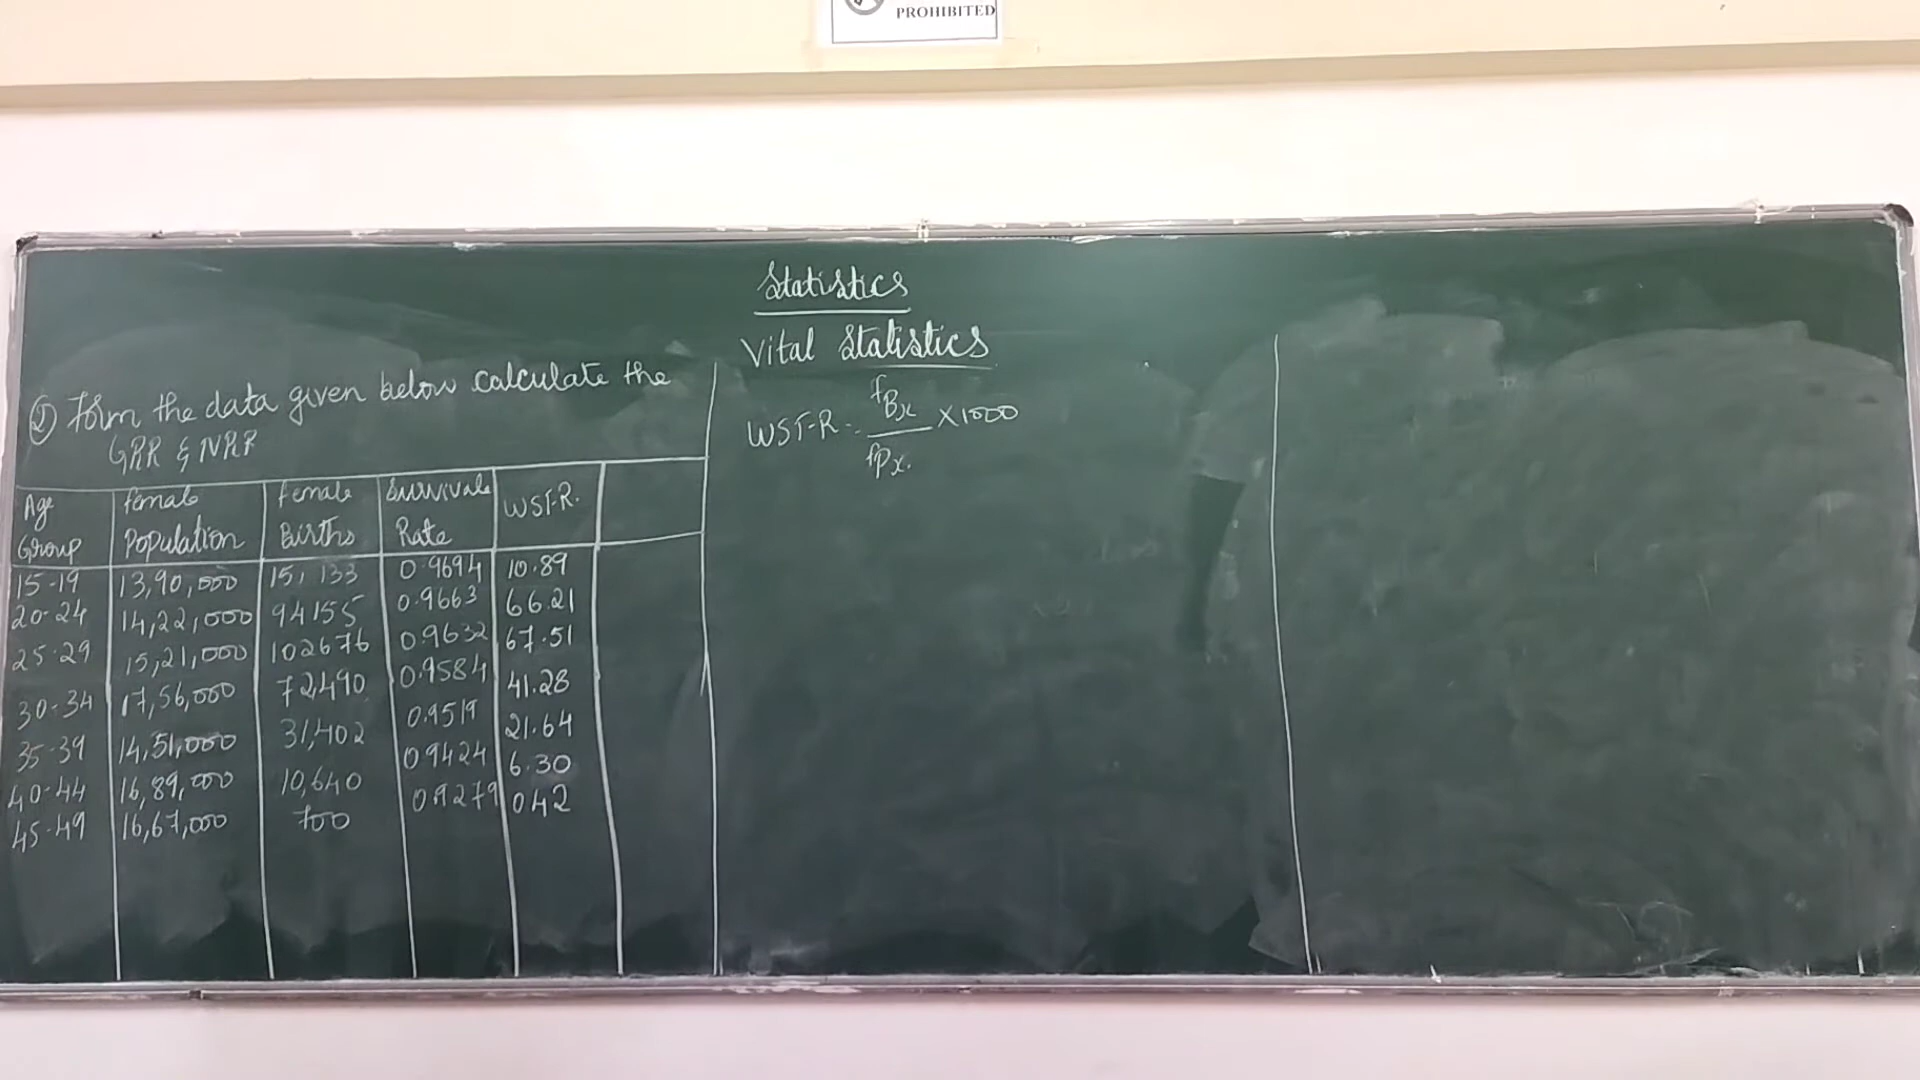 PROHIBITED
Statistics
Vital Statistics
② Form the data given below calculate the
GRR & NRR
Age Group | Female Population | Female Births | Survival Rate | WSF-R.
15-19 | 13,90,000 | 15,133 | 0.9694 | 10.89
20-24 | 14,22,000 | 94155 | 0.9663 | 66.21
25-29 | 15,21,000 | 102676 | 0.9632 | 67.51
30-34 | 17,56,000 | 72,490 | 0.9584 | 41.28
35-39 | 14,51,000 | 31,402 | 0.9519 | 21.64
40-44 | 16,89,000 | 10,640 | 0.9424 | 6.30
45-49 | 16,67,000 | 700 | 0.9279 | 0.42
WSF-R = fBx / fPx. × 1000